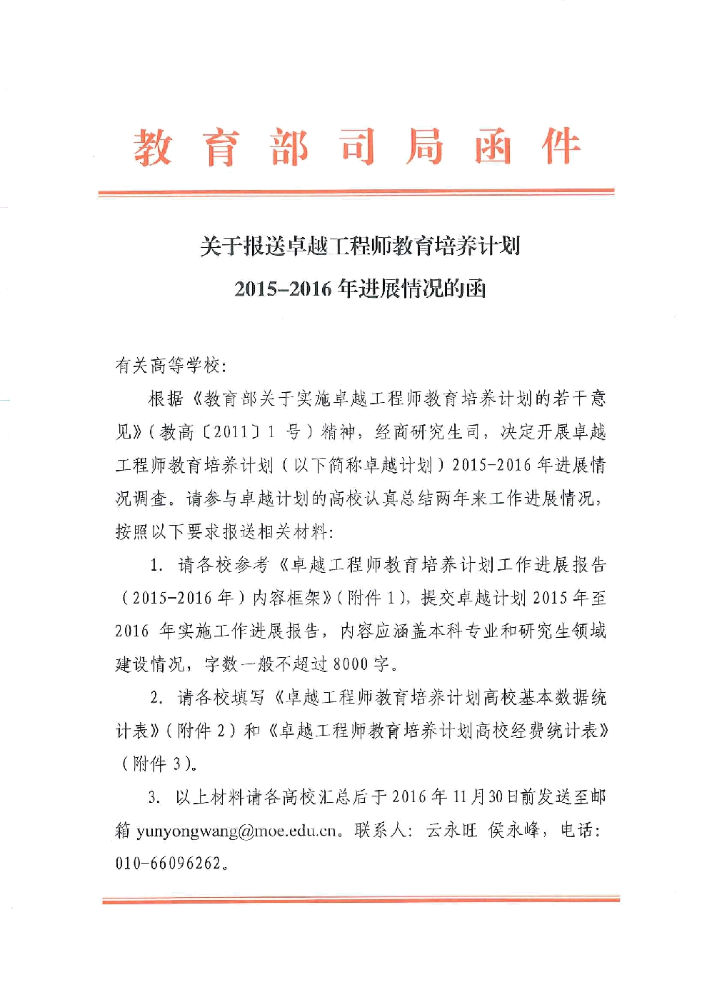 教育部司局函件
关于报送卓越工程师教育培养计划
2015-2016 年进展情况的函
有关高等学校：
根据《教育部关于实施卓越工程师教育培养计划的若干意
见》（教高〔2011〕1 号）精神，经商研究生司，决定开展卓越
工程师教育培养计划（以下简称卓越计划）2015-2016 年进展情
况调查。请参与卓越计划的高校认真总结两年来工作进展情况，
按照以下要求报送相关材料：
1. 请各校参考《卓越工程师教育培养计划工作进展报告
（2015-2016 年）内容框架》（附件 1），提交卓越计划 2015 年至
2016 年实施工作进展报告，内容应涵盖本科专业和研究生领域
建设情况，字数一般不超过 8000 字。
2. 请各校填写《卓越工程师教育培养计划高校基本数据统
计表》（附件 2）和《卓越工程师教育培养计划高校经费统计表》
（附件 3）。
3. 以上材料请各高校汇总后于 2016 年 11 月 30 日前发送至邮
箱 yunyongwang@moe.edu.cn。联系人：云永旺 侯永峰，电话：
010-66096262。